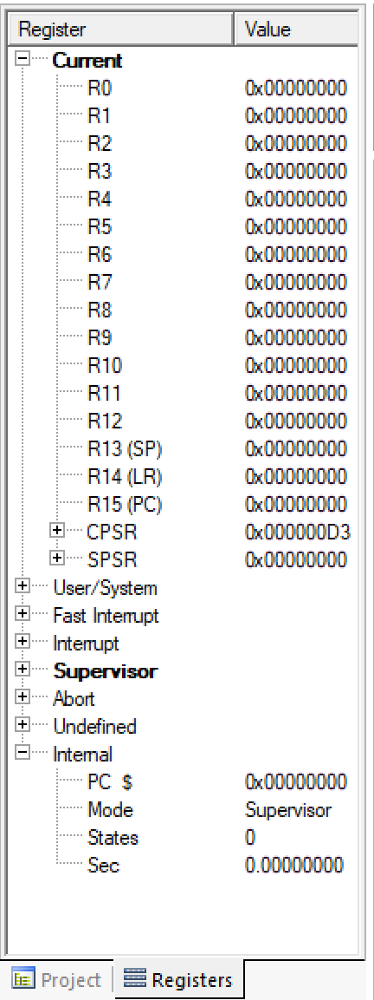 Register Value
Current
R0 0x00000000
R1 0x00000000
R2 0x00000000
R3 0x00000000
R4 0x00000000
R5 0x00000000
R6 0x00000000
R7 0x00000000
R8 0x00000000
R9 0x00000000
R10 0x00000000
R11 0x00000000
R12 0x00000000
R13 (SP) 0x00000000
R14 (LR) 0x00000000
R15 (PC) 0x00000000
CPSR 0x000000D3
SPSR 0x00000000
User/System
Fast Interrupt
Interrupt
Supervisor
Abort
Undefined
Internal
PC $ 0x00000000
Mode Supervisor
States 0
Sec 0.00000000
Project Registers